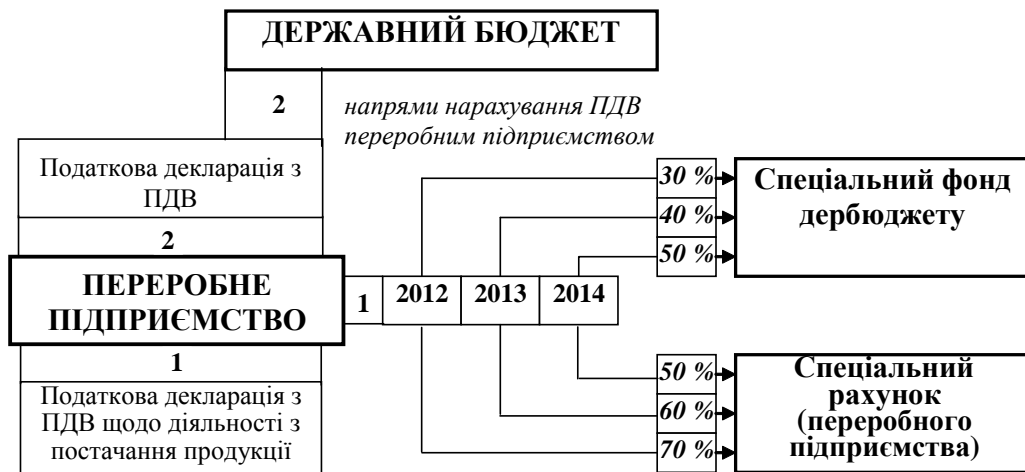 ДЕРЖАВНИЙ БЮДЖЕТ
2
напрями нарахування ПДВ
переробним підприємством
Податкова декларація з
ПДВ
2
ПЕРЕРОБНЕ
ПІДПРИЄМСТВО
1
2012
2013
2014
30 %
40 %
50 %
Спеціальний фонд
дербюджету
1
Податкова декларація з
ПДВ щодо діяльності з
постачання продукції
50 %
60 %
70 %
Спеціальний
рахунок
(переробного
підприємства)